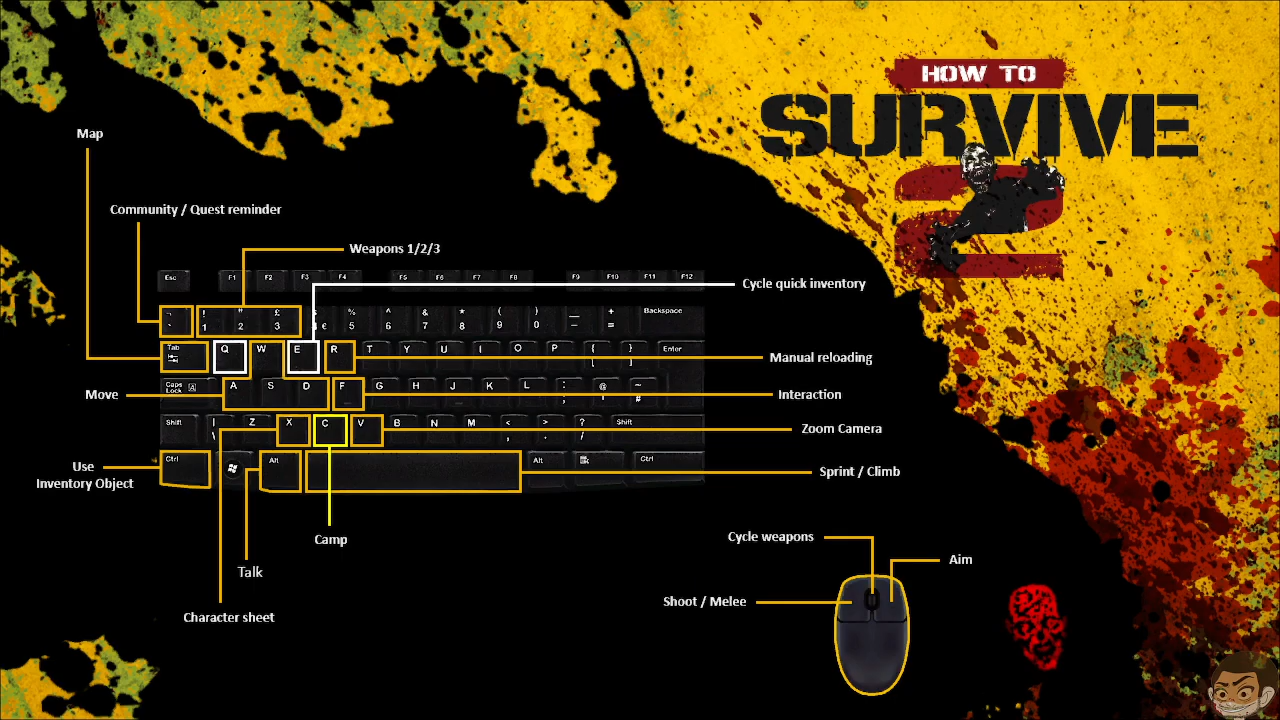 HOW TO
SURVIVE
2
Map
Community / Quest reminder
Weapons 1/2/3
Cycle quick inventory
Esc F1 F2 F3 F4 F5 F6 F7 F8 F9 F10 F11 F12
¬ ! " £ % ^ & * ( ) _ + Backspace
` 1 2 3 € 5 6 7 8 9 0 - =
Tab Q W E R T Y U I O P { } Enter
[ ]
Manual reloading
Caps Lock A A S D F G H J K L : @ ~
; ' #
Move
Interaction
Shift \ Z X C V B N M < > ? Shift
, . /
Zoom Camera
Ctrl Alt Alt Ctrl
Use
Inventory Object
Sprint / Climb
Camp
Talk
Character sheet
Cycle weapons
Aim
Shoot / Melee